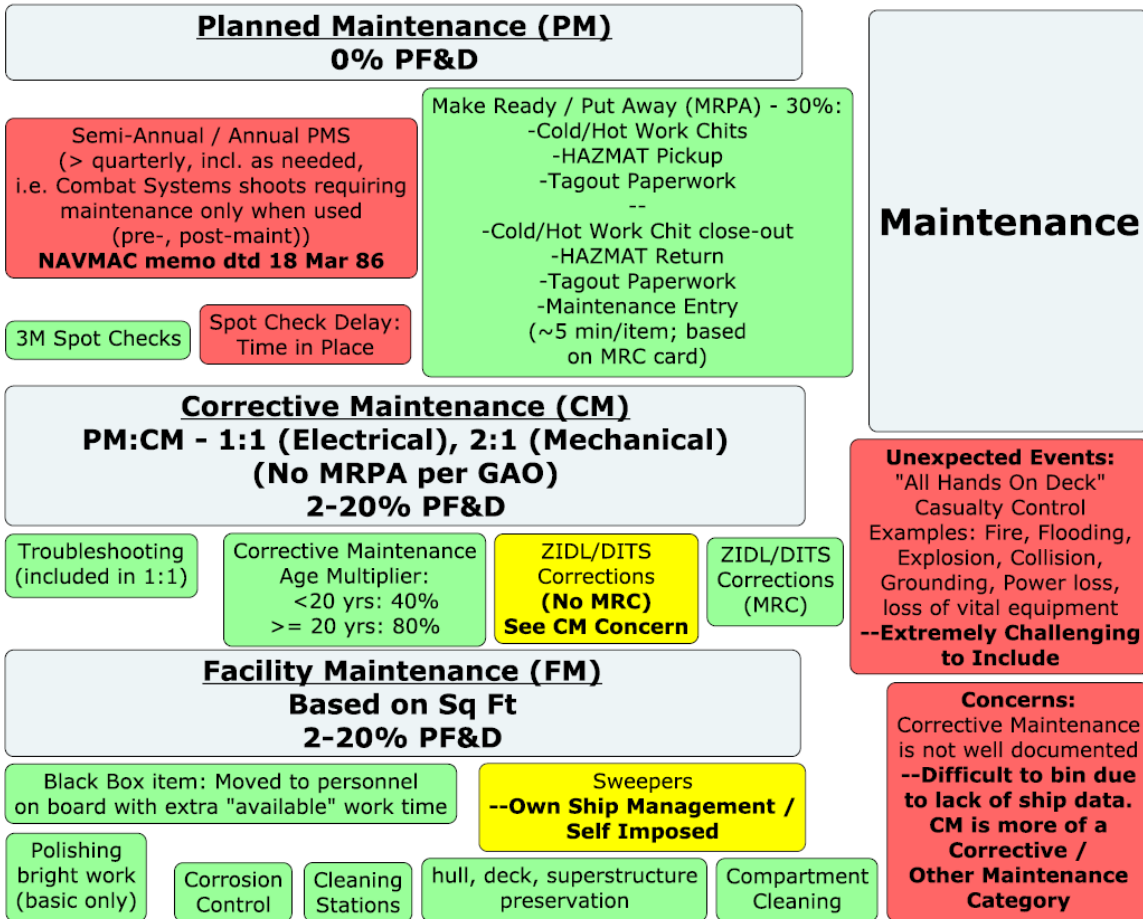 Planned Maintenance (PM)
0% PF&D
Maintenance
Semi-Annual / Annual PMS
(> quarterly, incl. as needed,
i.e. Combat Systems shoots requiring
maintenance only when used
(pre-, post-maint))
NAVMAC memo dtd 18 Mar 86
Make Ready / Put Away (MRPA) - 30%:
-Cold/Hot Work Chits
-HAZMAT Pickup
-Tagout Paperwork
--
-Cold/Hot Work Chit close-out
-HAZMAT Return
-Tagout Paperwork
-Maintenance Entry
(~5 min/item; based
on MRC card)
3M Spot Checks
Spot Check Delay:
Time in Place
Corrective Maintenance (CM)
PM:CM - 1:1 (Electrical), 2:1 (Mechanical)
(No MRPA per GAO)
2-20% PF&D
Troubleshooting
(included in 1:1)
Corrective Maintenance
Age Multiplier:
<20 yrs: 40%
>= 20 yrs: 80%
ZIDL/DITS
Corrections
(No MRC)
See CM Concern
ZIDL/DITS
Corrections
(MRC)
Unexpected Events:
"All Hands On Deck"
Casualty Control
Examples: Fire, Flooding,
Explosion, Collision,
Grounding, Power loss,
loss of vital equipment
--Extremely Challenging
to Include
Facility Maintenance (FM)
Based on Sq Ft
2-20% PF&D
Black Box item: Moved to personnel
on board with extra "available" work time
Sweepers
--Own Ship Management /
Self Imposed
Polishing
bright work
(basic only)
Corrosion
Control
Cleaning
Stations
hull, deck, superstructure
preservation
Compartment
Cleaning
Concerns:
Corrective Maintenance
is not well documented
--Difficult to bin due
to lack of ship data.
CM is more of a
Corrective /
Other Maintenance
Category